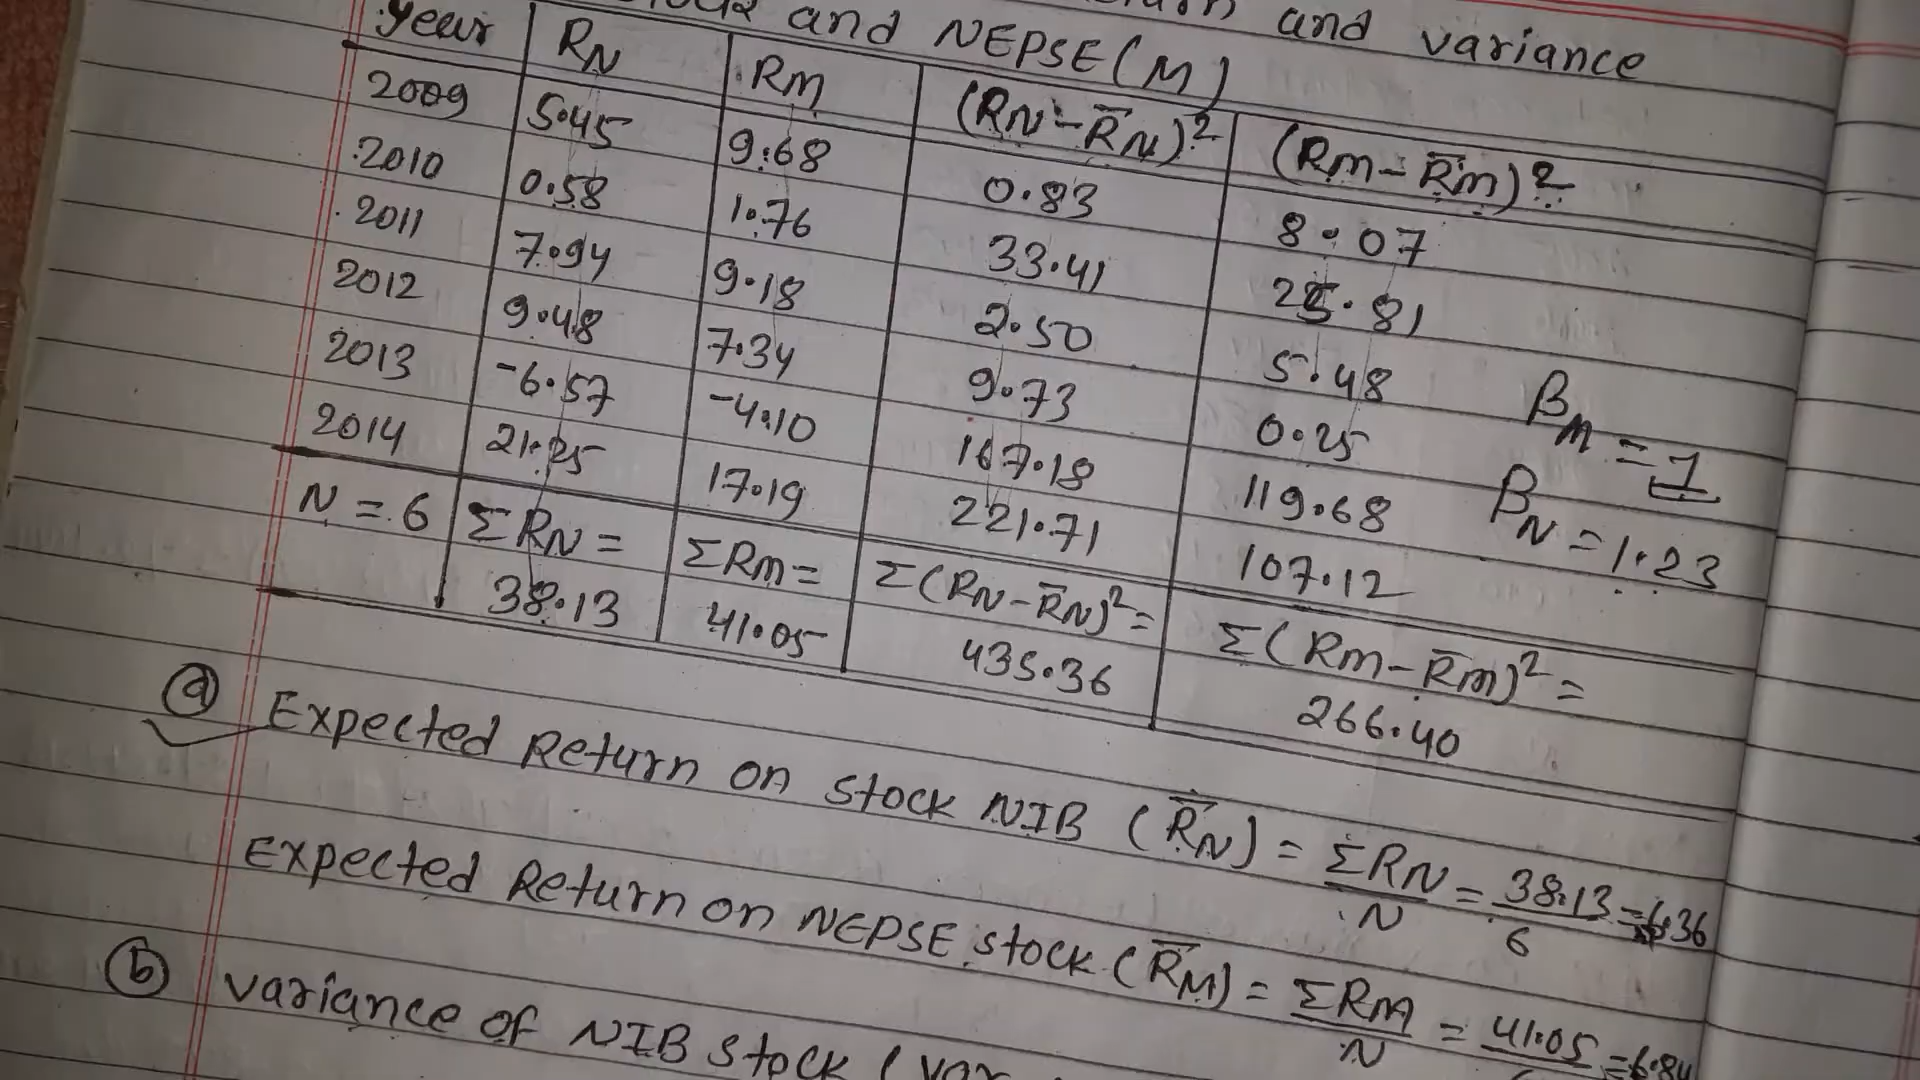 and NEPSE(M) and variance
year RN RM (RN-R̅N)² (Rm-R̅m)²
2009 5.45 9.68 0.83 8.07
2010 0.58 1.76 33.41 25.81
2011 7.94 9.18 2.50 5.48
2012 9.48 7.34 9.73 0.25
2013 -6.57 -4.10 167.18 119.68
2014 21.25 17.19 221.71 107.12
N = 6 ΣRN = 38.13 ΣRm = 41.05 Σ(RN-R̅N)² = 435.36 Σ(Rm-R̅m)² = 266.40
βM = 1
βN = 1.23
(a) Expected Return on stock NIB (R̅N) = ΣRN/N = 38.13/6 = 6.36
Expected Return on NEPSE stock (R̅M) = ΣRM/N = 41.05 = 6.84
(b) variance of NIB stock (var